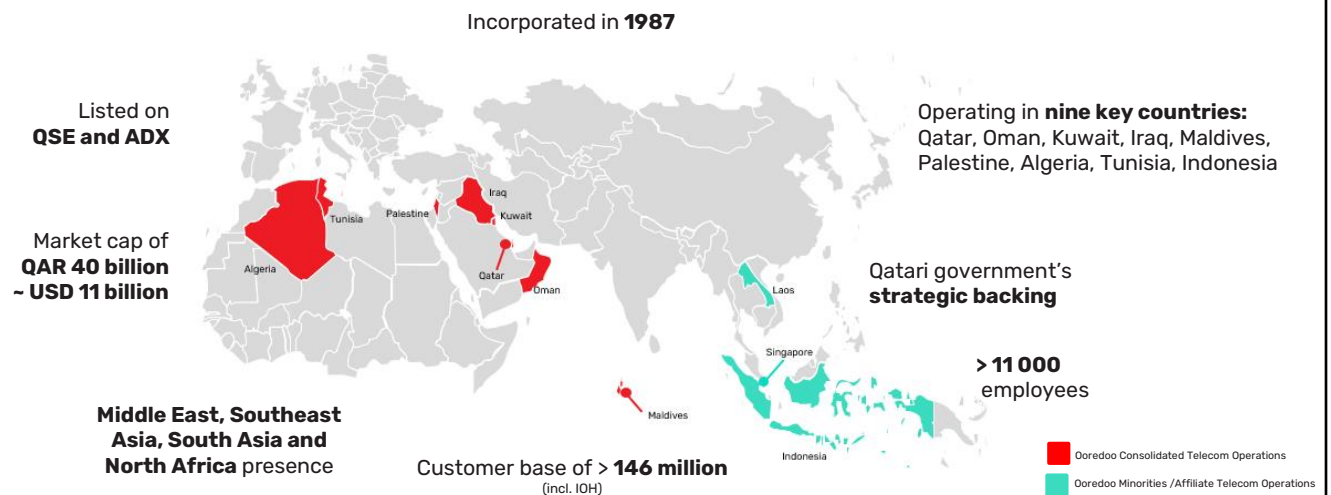 Incorporated in 1987
Listed on
QSE and ADX
Operating in nine key countries:
Qatar, Oman, Kuwait, Iraq, Maldives,
Palestine, Algeria, Tunisia, Indonesia
Market cap of
QAR 40 billion
~ USD 11 billion
Iraq
Tunisia
Palestine
Kuwait
Algeria
Qatar
Oman
Qatari government's
strategic backing
Laos
Singapore
> 11 000
employees
Maldives
Indonesia
Middle East, Southeast
Asia, South Asia and
North Africa presence
Customer base of > 146 million
(incl. IOH)
Ooredoo Consolidated Telecom Operations
Ooredoo Minorities /Affiliate Telecom Operations